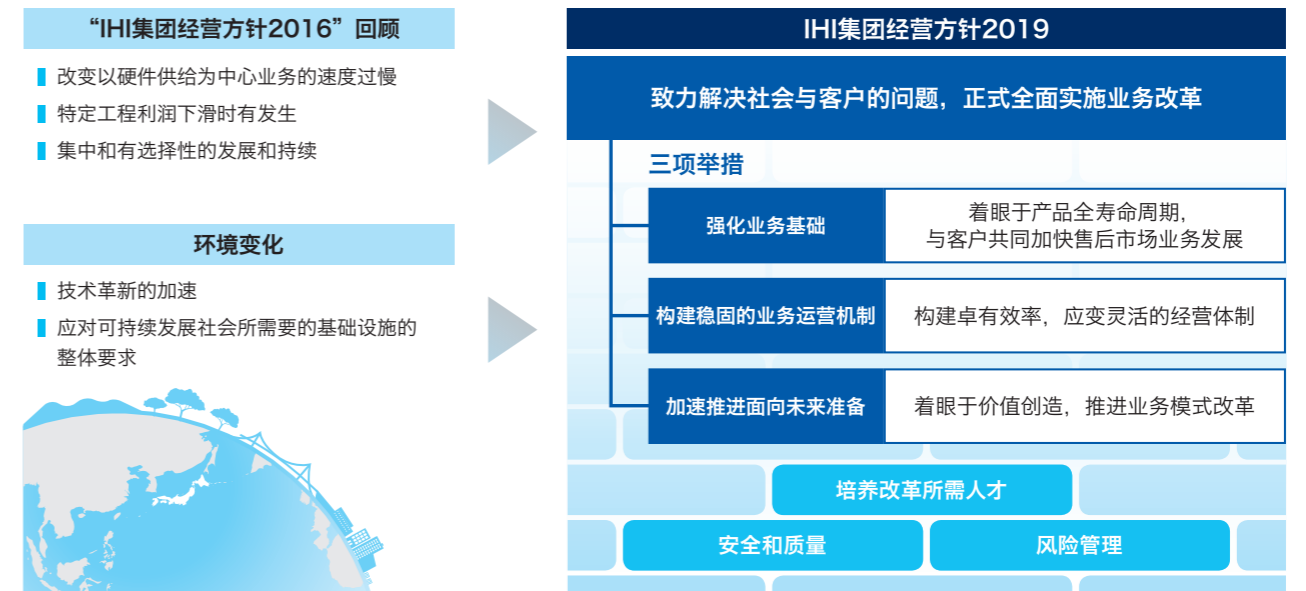 “IHI集团经营方针2016”回顾
改变以硬件供给为中心业务的速度过慢
特定工程利润下滑时有发生
集中和有选择性的发展和持续
环境变化
技术革新的加速
应对可持续发展社会所需要的基础设施的
整体要求
IHI集团经营方针2019
致力解决社会与客户的问题，正式全面实施业务改革
三项举措
强化业务基础
着眼于产品全寿命周期，
与客户共同加快售后市场业务发展
构建稳固的业务运营机制
构建卓有效率，应变灵活的经营体制
加速推进面向未来准备
着眼于价值创造，推进业务模式改革
培养改革所需人才
安全和质量
风险管理